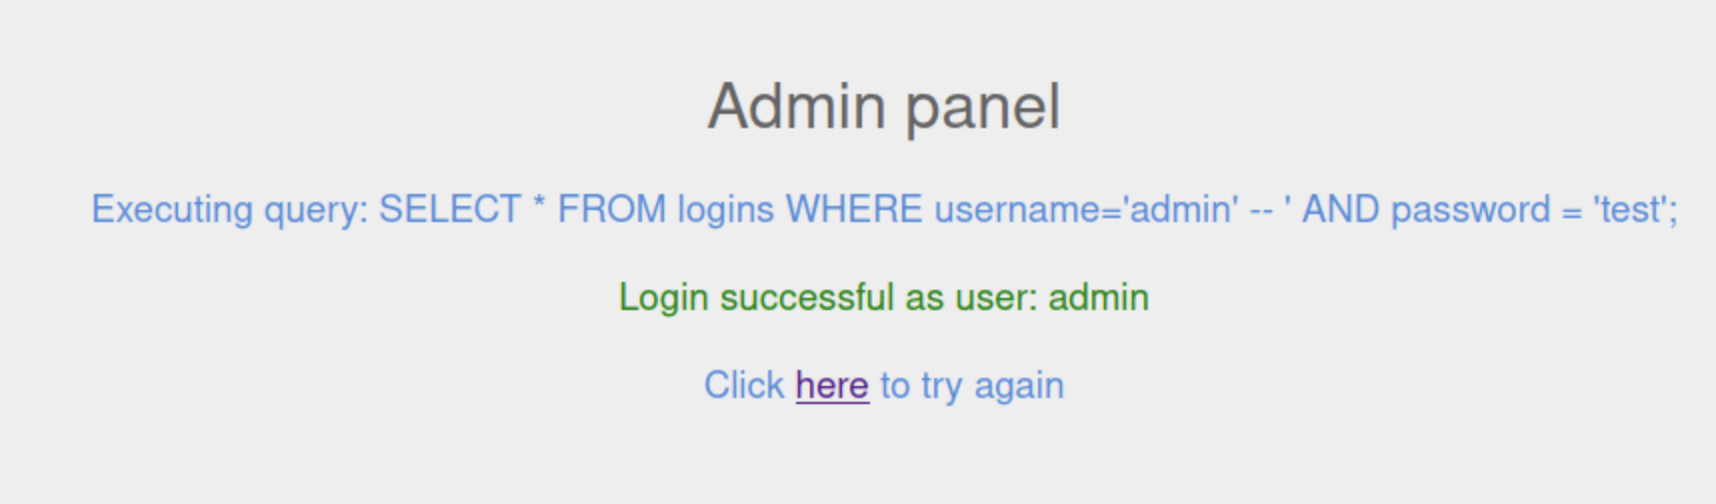 Admin panel
Executing query: SELECT * FROM logins WHERE username='admin' -- ' AND password = 'test';
Login successful as user: admin
Click here to try again